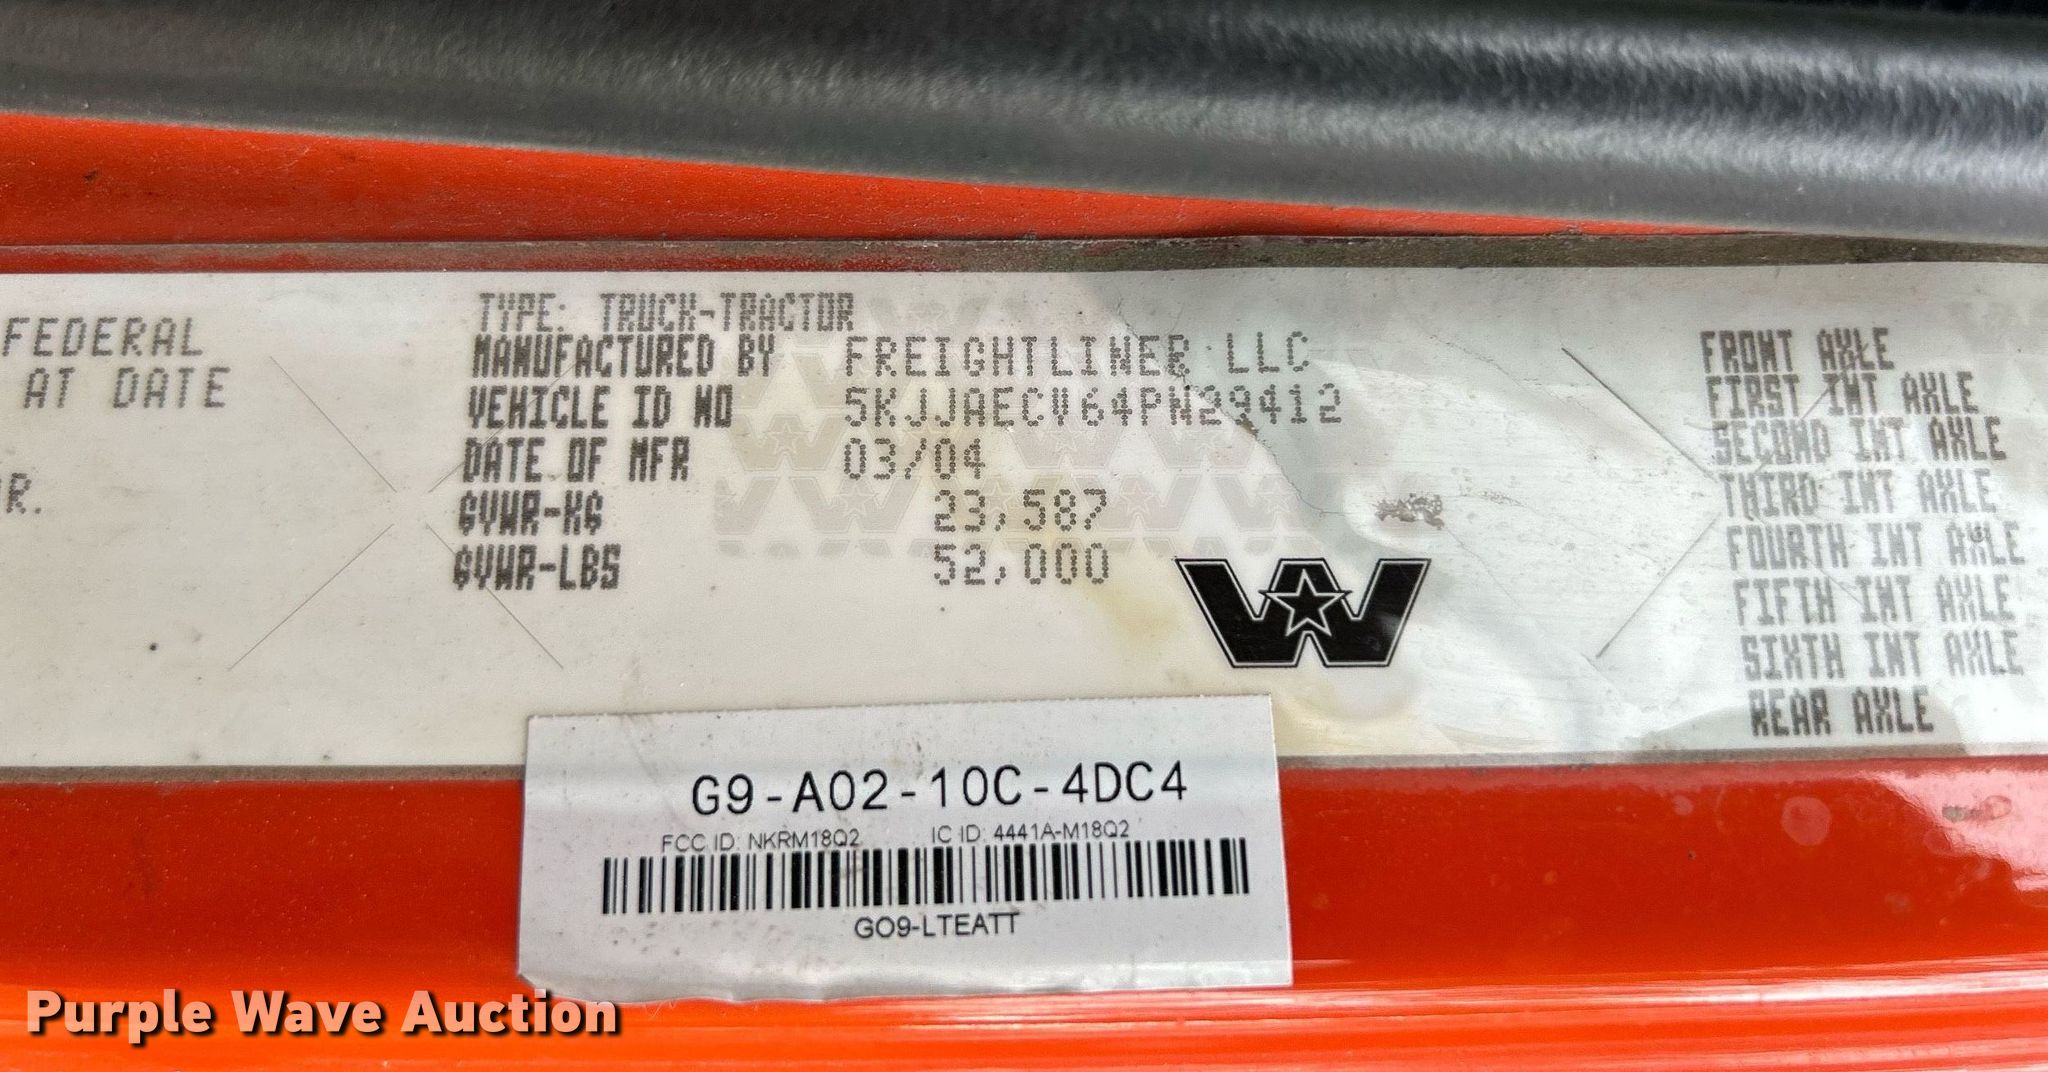 FEDERAL
AT DATE
R.
TYPE: TRUCK-TRACTOR
MANUFACTURED BY FREIGHTLINER LLC
VEHICLE ID NO 5KJJAECV64PN29412
DATE OF MFR 03/04
GVWR-KG 23,587
GVWR-LBS 52,000
FRONT AXLE
FIRST INT AXLE
SECOND INT AXLE
THIRD INT AXLE
FOURTH INT AXLE
FIFTH INT AXLE
SIXTH INT AXLE
REAR AXLE
G9-A02-10C-4DC4
FCC ID: NKRM18Q2 IC ID: 4441A-M18Q2
GO9-LTEATT
Purple Wave Auction